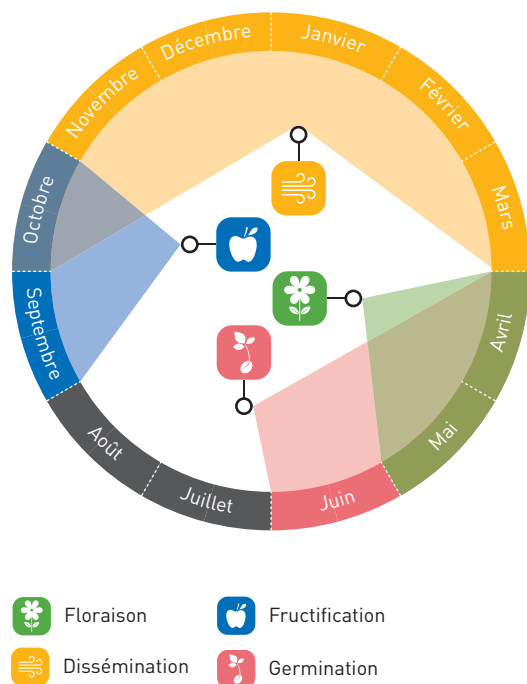 Janvier
Février
Mars
Avril
Mai
Juin
Juillet
Août
Septembre
Octobre
Novembre
Décembre
Floraison
Fructification
Dissémination
Germination